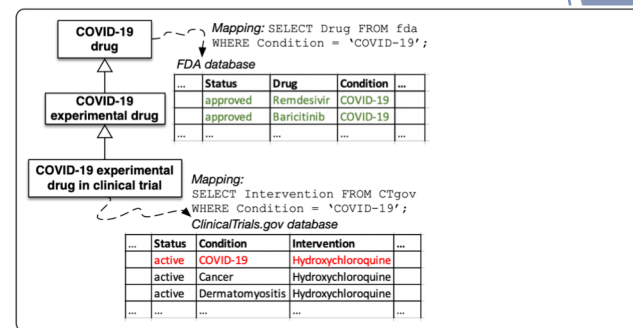 COVID-19
drug
Mapping: SELECT Drug FROM fda
WHERE Condition = ‘COVID-19’;
FDA database
... Status Drug Condition ...
approved Remdesivir COVID-19
approved Baricitinib COVID-19
... ... ... ... ...
COVID-19
experimental drug
COVID-19 experimental
drug in clinical trial
Mapping:
SELECT Intervention FROM CTgov
WHERE Condition = ‘COVID-19’;
ClinicalTrials.gov database
... Status Condition Intervention ...
active COVID-19 Hydroxychloroquine
active Cancer Hydroxychloroquine
active Dermatomyositis Hydroxychloroquine
... ... ... ... ...